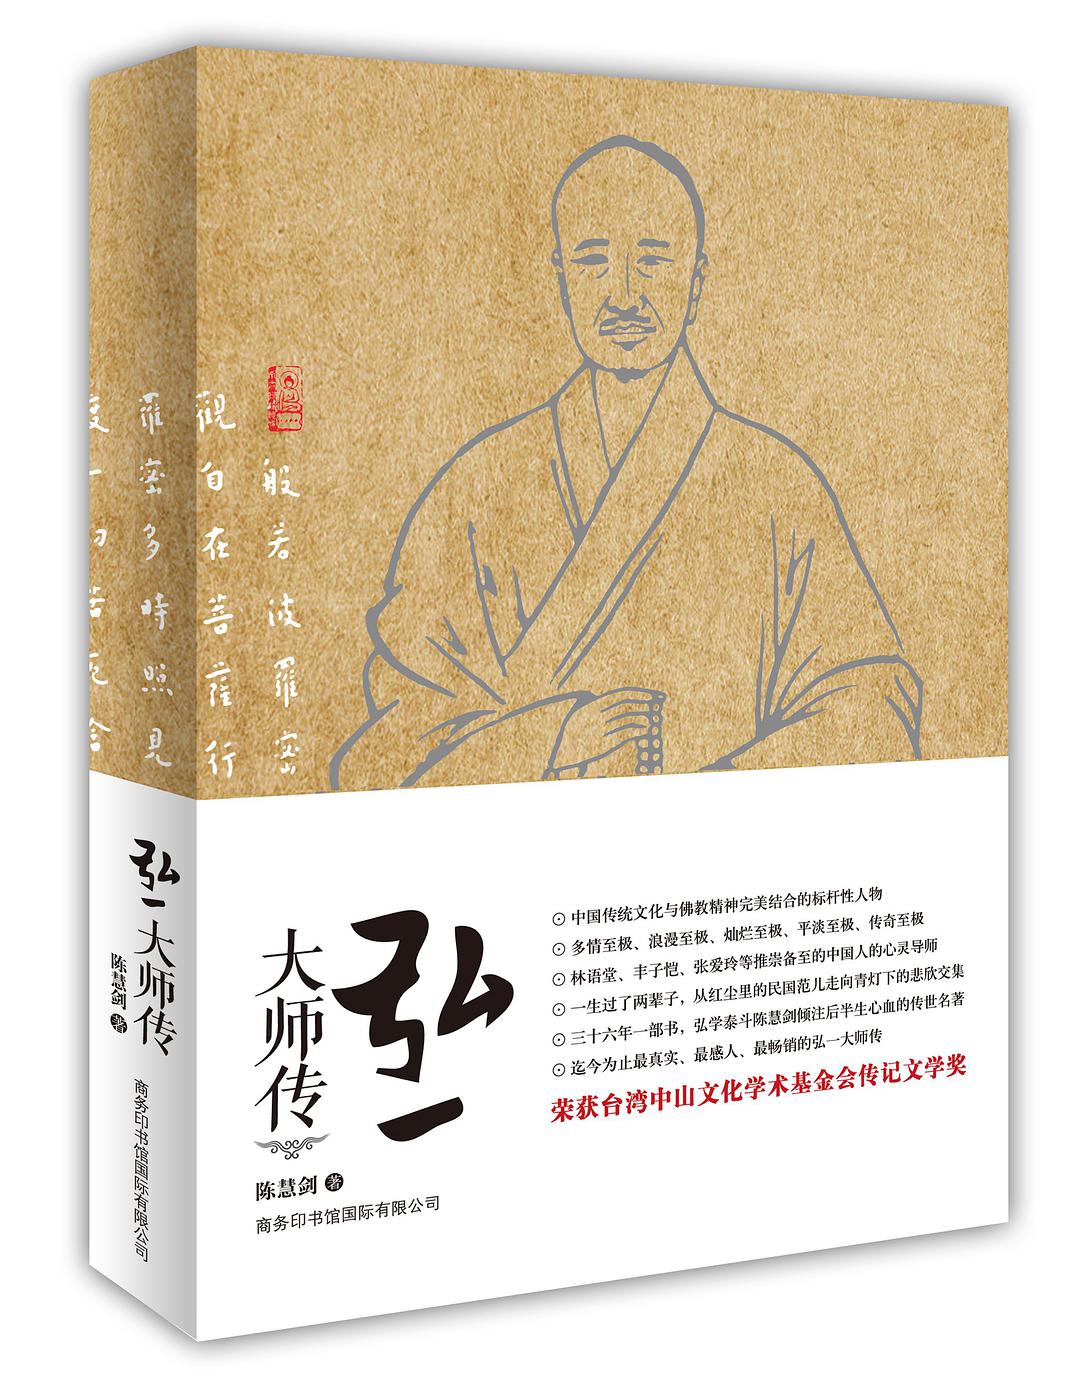 度一切苦厄舍
羅密多時照見
觀自在菩薩行
般若波羅密
弘一大师传
陈慧剑 著
商务印书馆国际有限公司
弘一
大师传
陈慧剑 著
商务印书馆国际有限公司
⊙ 中国传统文化与佛教精神完美结合的标杆性人物
⊙ 多情至极、浪漫至极、灿烂至极、平淡至极、传奇至极
⊙ 林语堂、丰子恺、张爱玲等推崇备至的中国人的心灵导师
⊙ 一生过了两辈子，从红尘里的民国范儿走向青灯下的悲欣交集
⊙ 三十六年一部书，弘学泰斗陈慧剑倾注后半生心血的传世名著
⊙ 迄今为止最真实、最感人、最畅销的弘一大师传
荣获台湾中山文化学术基金会传记文学奖